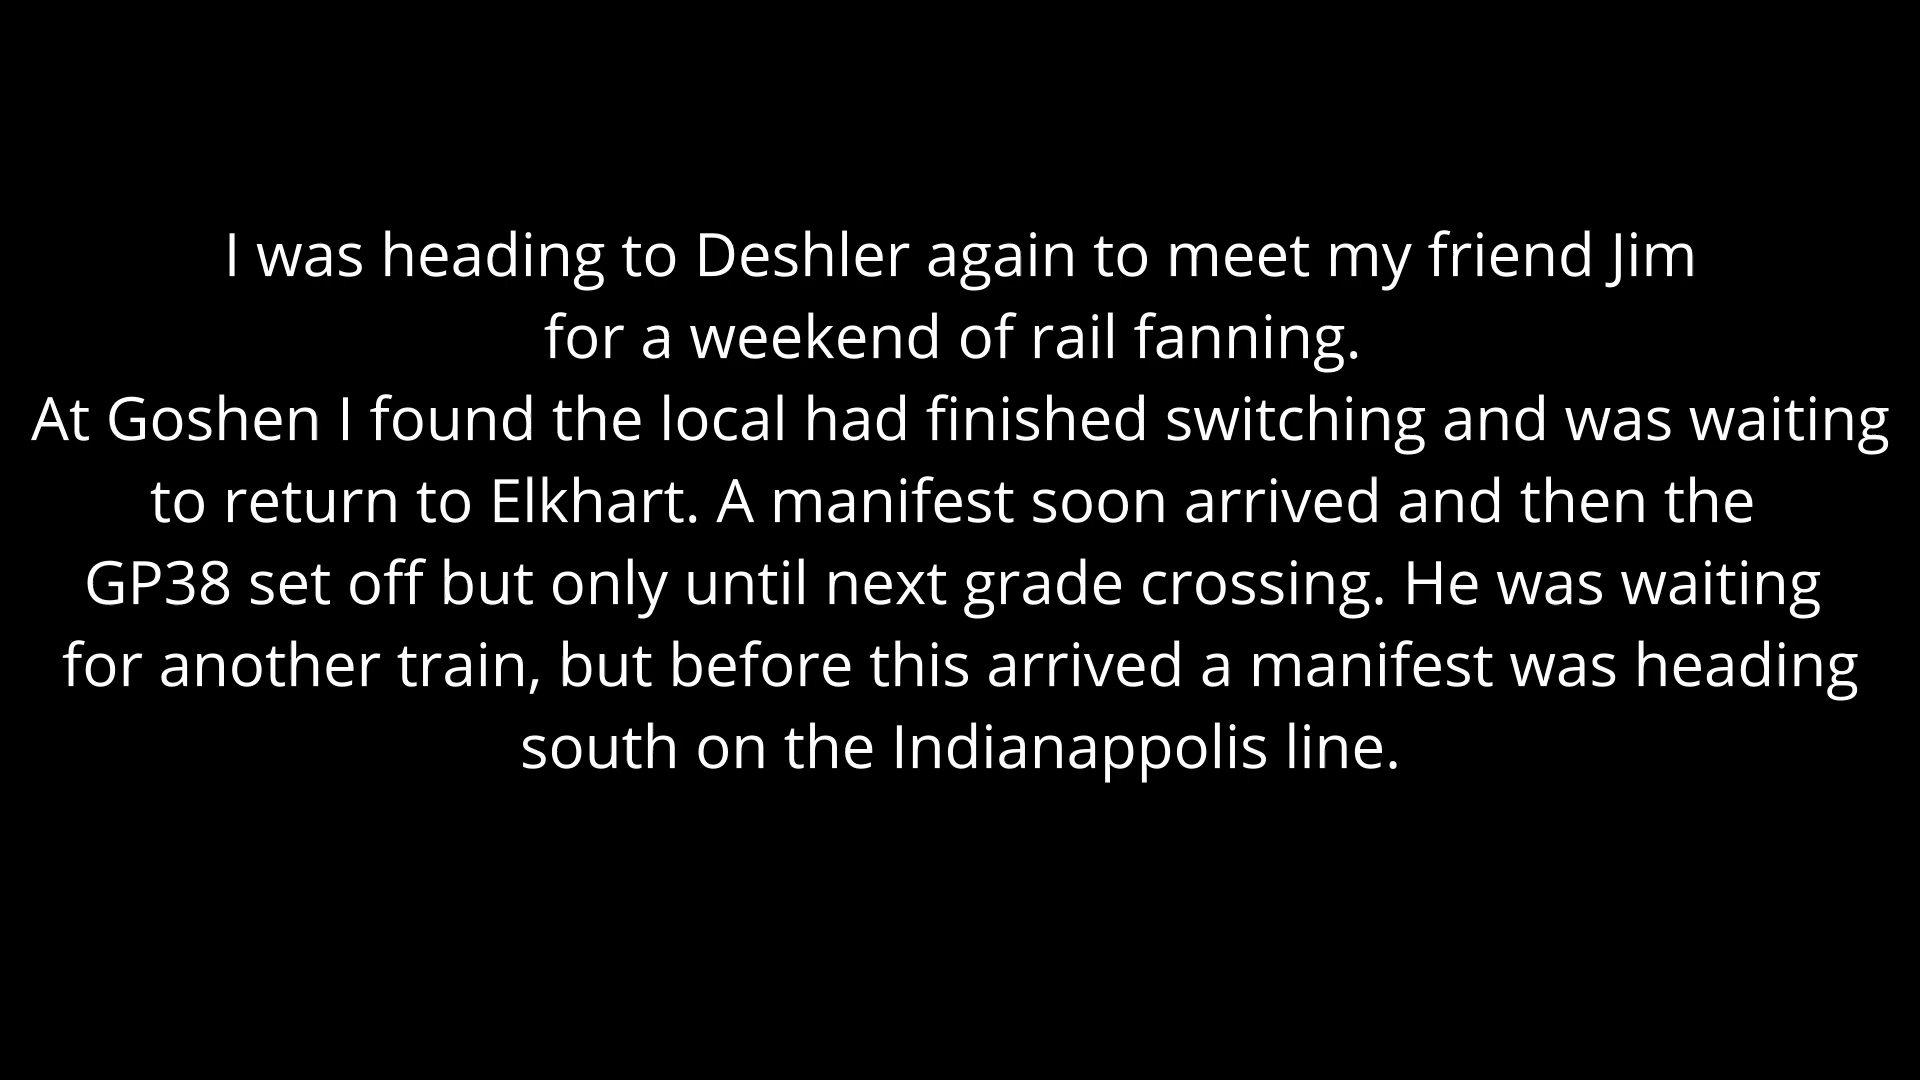 I was heading to Deshler again to meet my friend Jim
for a weekend of rail fanning.
At Goshen I found the local had finished switching and was waiting
to return to Elkhart. A manifest soon arrived and then the
GP38 set off but only until next grade crossing. He was waiting
for another train, but before this arrived a manifest was heading
south on the Indianappolis line.